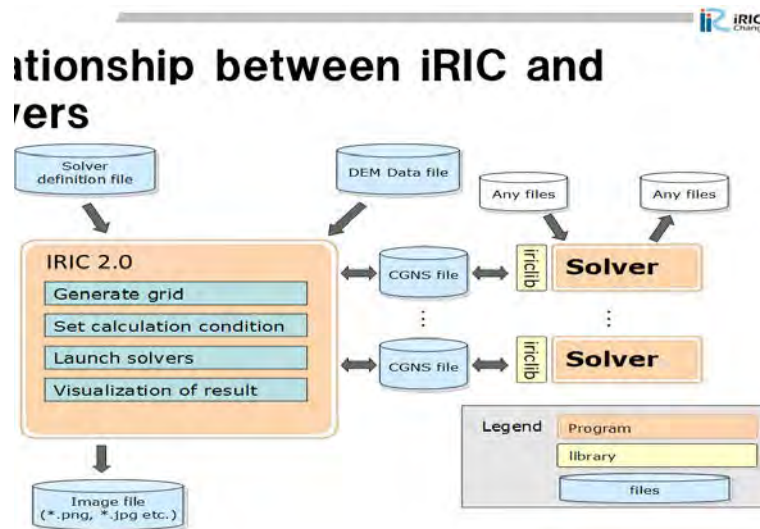 iRIC
Chang
ationship between iRIC and
vers
Solver
definition file
DEM Data file
Any files
Any files
IRIC 2.0
Generate grid
Set calculation condition
Launch solvers
Visualization of result
CGNS file
iriclib
Solver
⋮
⋮
CGNS file
iriclib
Solver
Legend
Program
library
files
Image file
(*.png, *.jpg etc.)